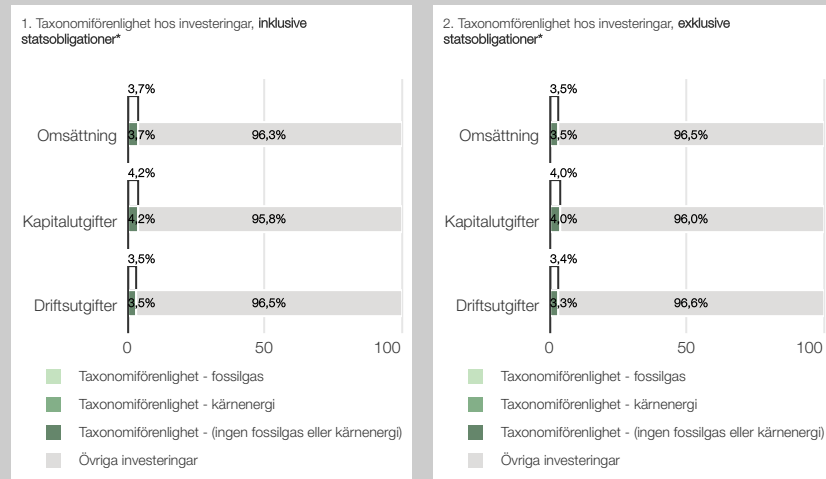 1. Taxonomiförenlighet hos investeringar, inklusive
statsobligationer*
3,7%
Omsättning 3,7% 96,3%
4,2%
Kapitalutgifter 4,2% 95,8%
3,5%
Driftsutgifter 3,5% 96,5%
0 50 100
Taxonomiförenlighet - fossilgas
Taxonomiförenlighet - kärnenergi
Taxonomiförenlighet - (ingen fossilgas eller kärnenergi)
Övriga investeringar
2. Taxonomförenlighet hos investeringar, exklusive
statsobligationer*
3,5%
Omsättning 3,5% 96,5%
4,0%
Kapitalutgifter 4,0% 96,0%
3,4%
Driftsutgifter 3,3% 96,6%
0 50 100
Taxonomiförenlighet - fossilgas
Taxonomiförenlighet - kärnenergi
Taxonomiförenlighet - (ingen fossilgas eller kärnenergi)
Övriga investeringar